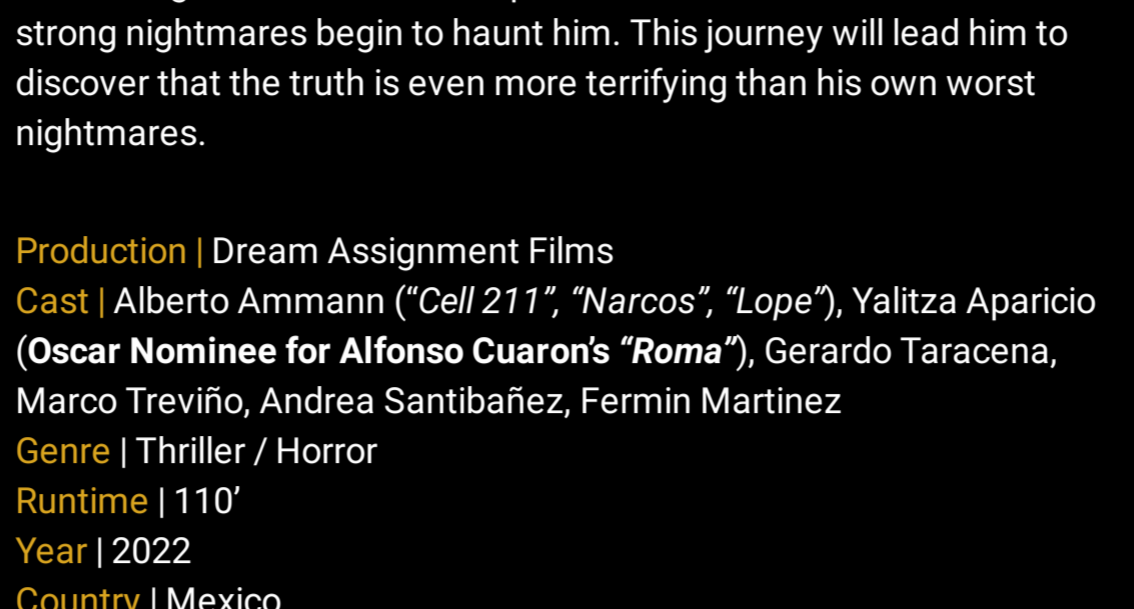 strong nightmares begin to haunt him. This journey will lead him to
discover that the truth is even more terrifying than his own worst
nightmares.
Production | Dream Assignment Films
Cast | Alberto Ammann (“Cell 211”, “Narcos”, “Lope”), Yalitza Aparicio
(Oscar Nominee for Alfonso Cuaron’s “Roma”), Gerardo Taracena,
Marco Treviño, Andrea Santibañez, Fermin Martinez
Genre | Thriller / Horror
Runtime | 110’
Year | 2022
Country | Mexico